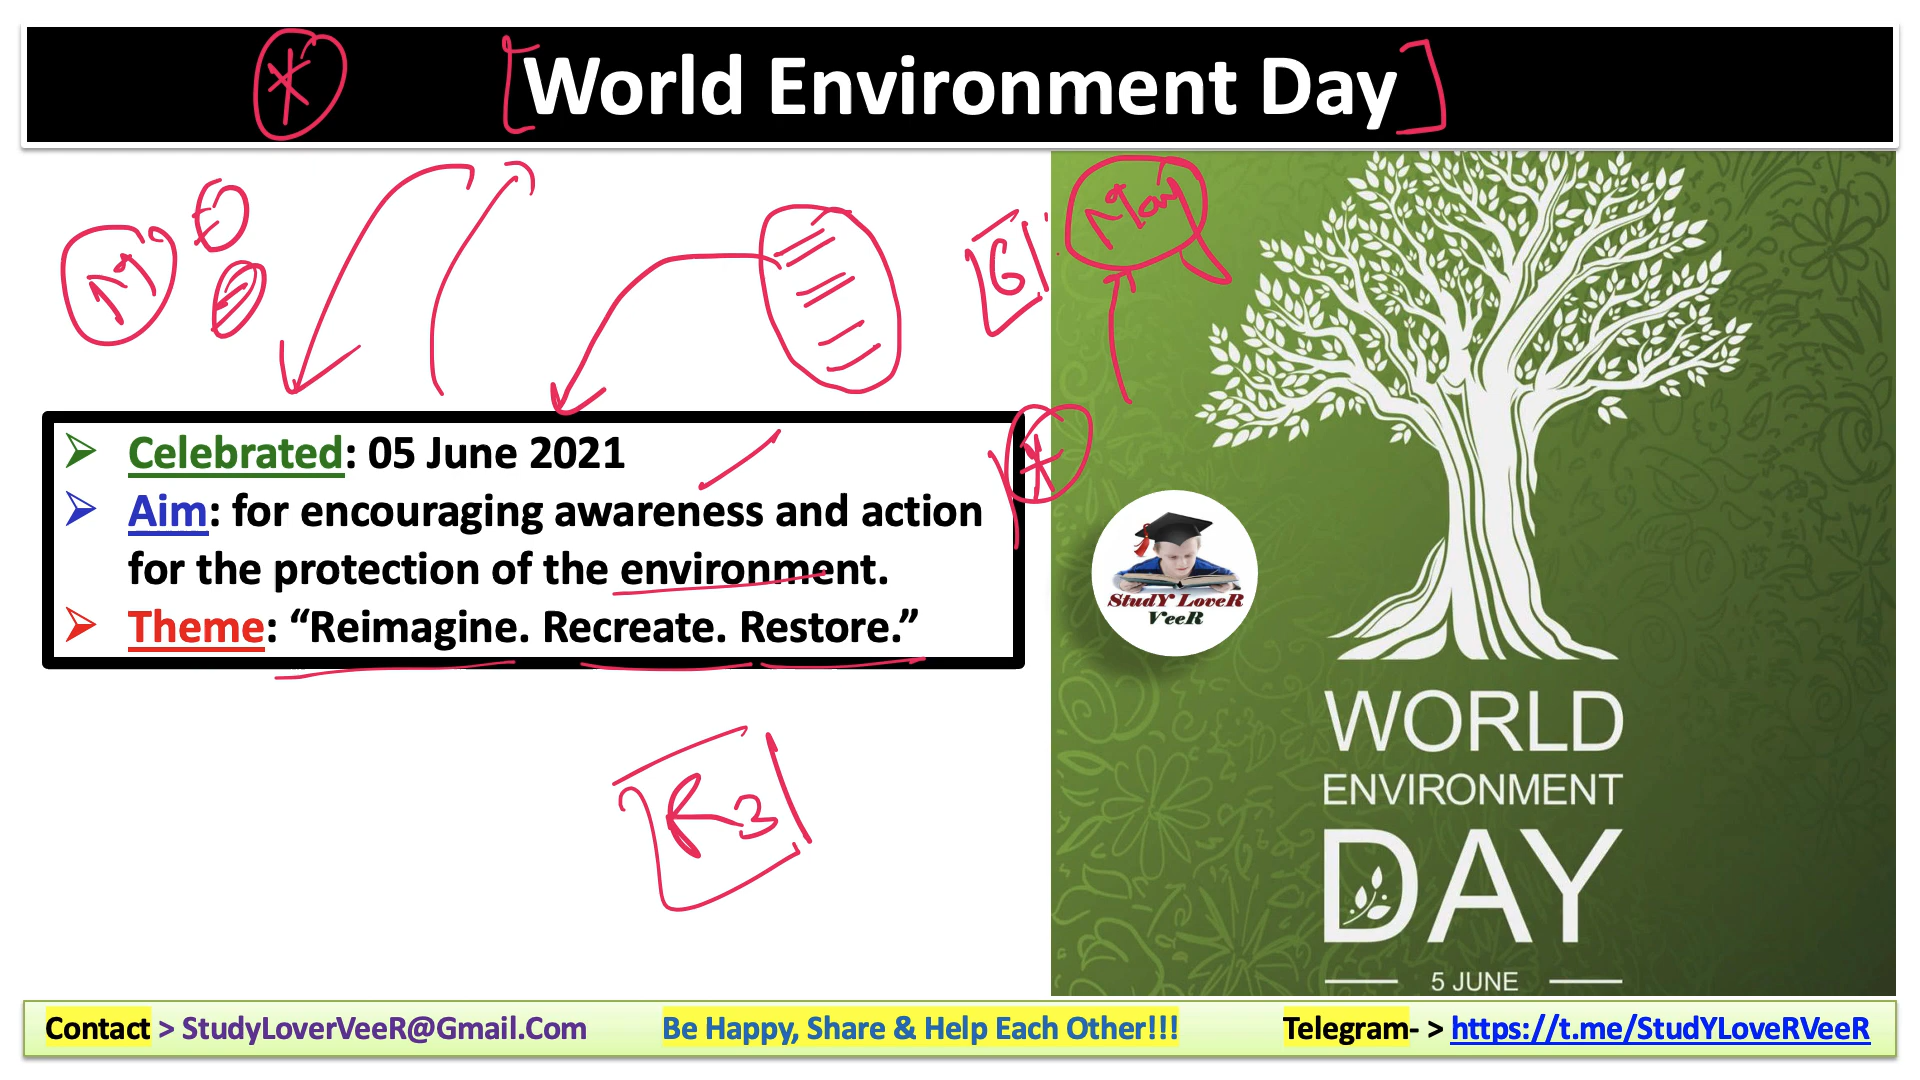 World Environment Day
M
May
➢ Celebrated: 05 June 2021
➢ Aim: for encouraging awareness and action
for the protection of the environment.
➢ Theme: “Reimagine. Recreate. Restore.”
R3
StudY LoveR
VeeR
WORLD
ENVIRONMENT
DAY
5 JUNE
Contact > StudyLoverVeeR@Gmail.Com
Be Happy, Share & Help Each Other!!!
Telegram- > https://t.me/StudYLoveRVeeR